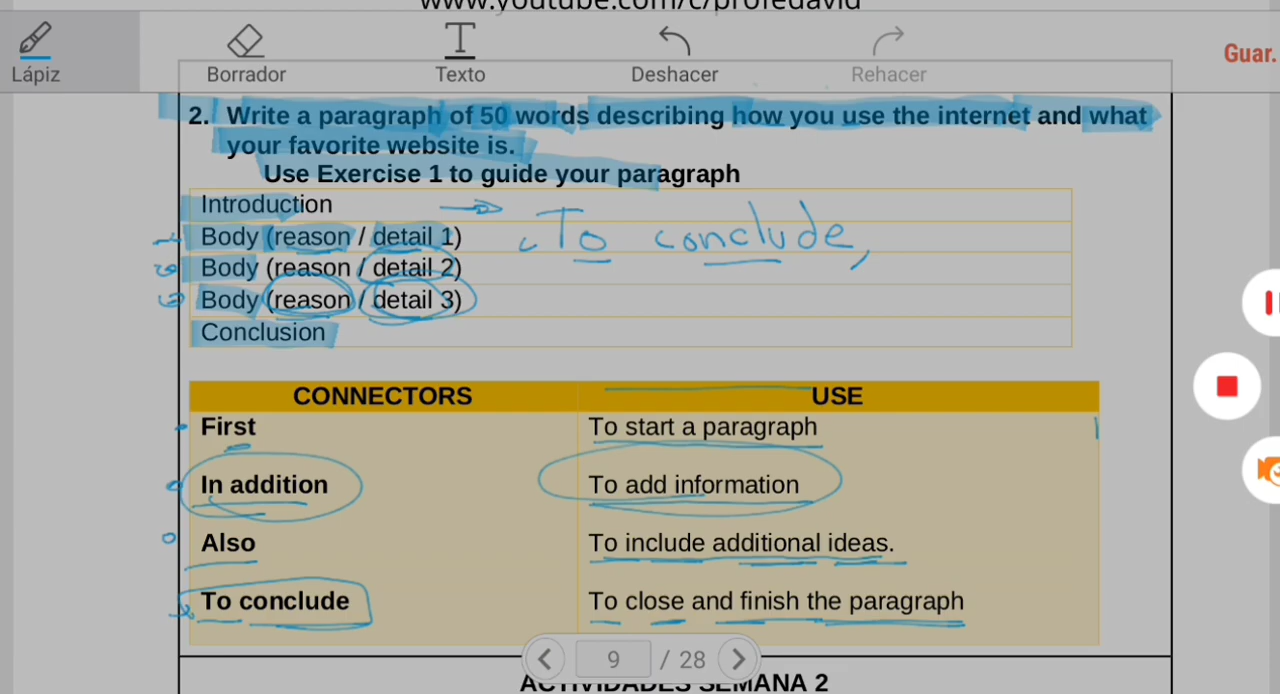 www.youtube.com/c/profedavid
Lápiz
Borrador
Texto
Deshacer
Rehacer
Guar.
2. Write a paragraph of 50 words describing how you use the internet and what
your favorite website is.
Use Exercise 1 to guide your paragraph
Introduction
Body (reason / detail 1)
To conclude,
Body (reason / detail 2)
Body (reason / detail 3)
Conclusion
CONNECTORS USE
First To start a paragraph
In addition To add information
Also To include additional ideas.
To conclude To close and finish the paragraph
9 / 28
ACTIVIDADES SEMANA 2